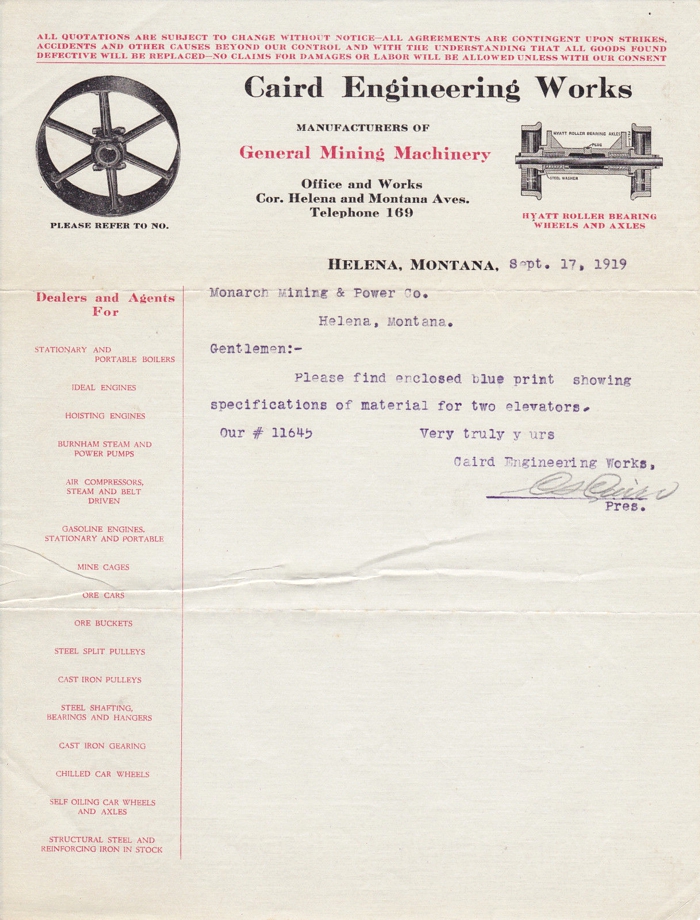 ALL QUOTATIONS ARE SUBJECT TO CHANGE WITHOUT NOTICE—ALL AGREEMENTS ARE CONTINGENT UPON STRIKES,
ACCIDENTS AND OTHER CAUSES BEYOND OUR CONTROL AND WITH THE UNDERSTANDING THAT ALL GOODS FOUND
DEFECTIVE WILL BE REPLACED—NO CLAIMS FOR DAMAGES OR LABOR WILL BE ALLOWED UNLESS WITH OUR CONSENT
Caird Engineering Works
MANUFACTURERS OF
General Mining Machinery
Office and Works
Cor. Helena and Montana Aves.
Telephone 169
PLEASE REFER TO NO.
HYATT ROLLER BEARING AXLES
PLUG
FELT WASHER
HYATT ROLLER BEARING
WHEELS AND AXLES
HELENA, MONTANA, Sept. 17, 1919
Monarch Mining & Power Co.
Helena, Montana.
Gentlemen:-
Please find enclosed blue print showing
specifications of material for two elevators.
Our # 11645 Very truly y urs
Caird Engineering Works,
Pres.
Dealers and Agents
For
STATIONARY AND
PORTABLE BOILERS
IDEAL ENGINES
HOISTING ENGINES
BURNHAM STEAM AND
POWER PUMPS
AIR COMPRESSORS,
STEAM AND BELT
DRIVEN
GASOLINE ENGINES,
STATIONARY AND PORTABLE
MINE CAGES
ORE CARS
ORE BUCKETS
STEEL SPLIT PULLEYS
CAST IRON PULLEYS
STEEL SHAFTING,
BEARINGS AND HANGERS
CAST IRON GEARING
CHILLED CAR WHEELS
SELF OILING CAR WHEELS
AND AXLES
STRUCTURAL STEEL AND
REINFORCING IRON IN STOCK